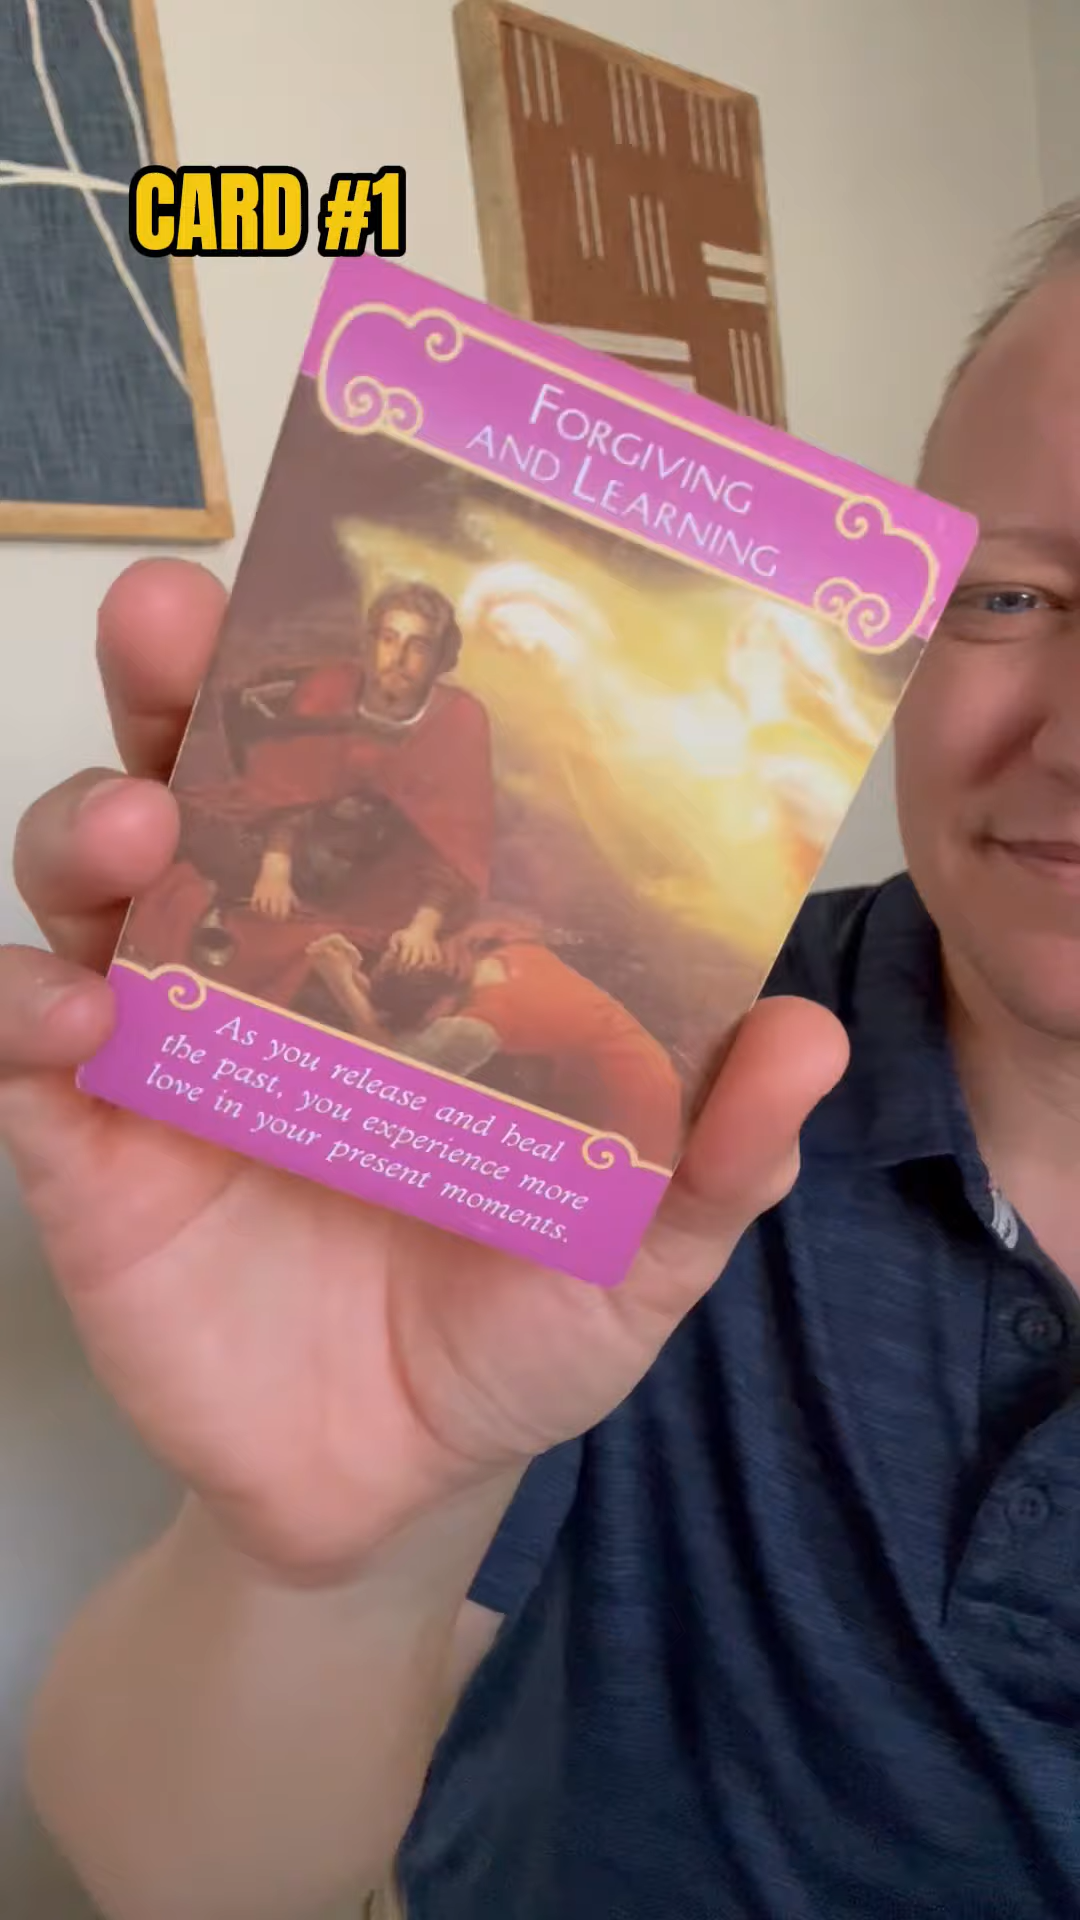 CARD #1
FORGIVING
AND LEARNING
As you release and heal
the past, you experience more
love in your present moments.